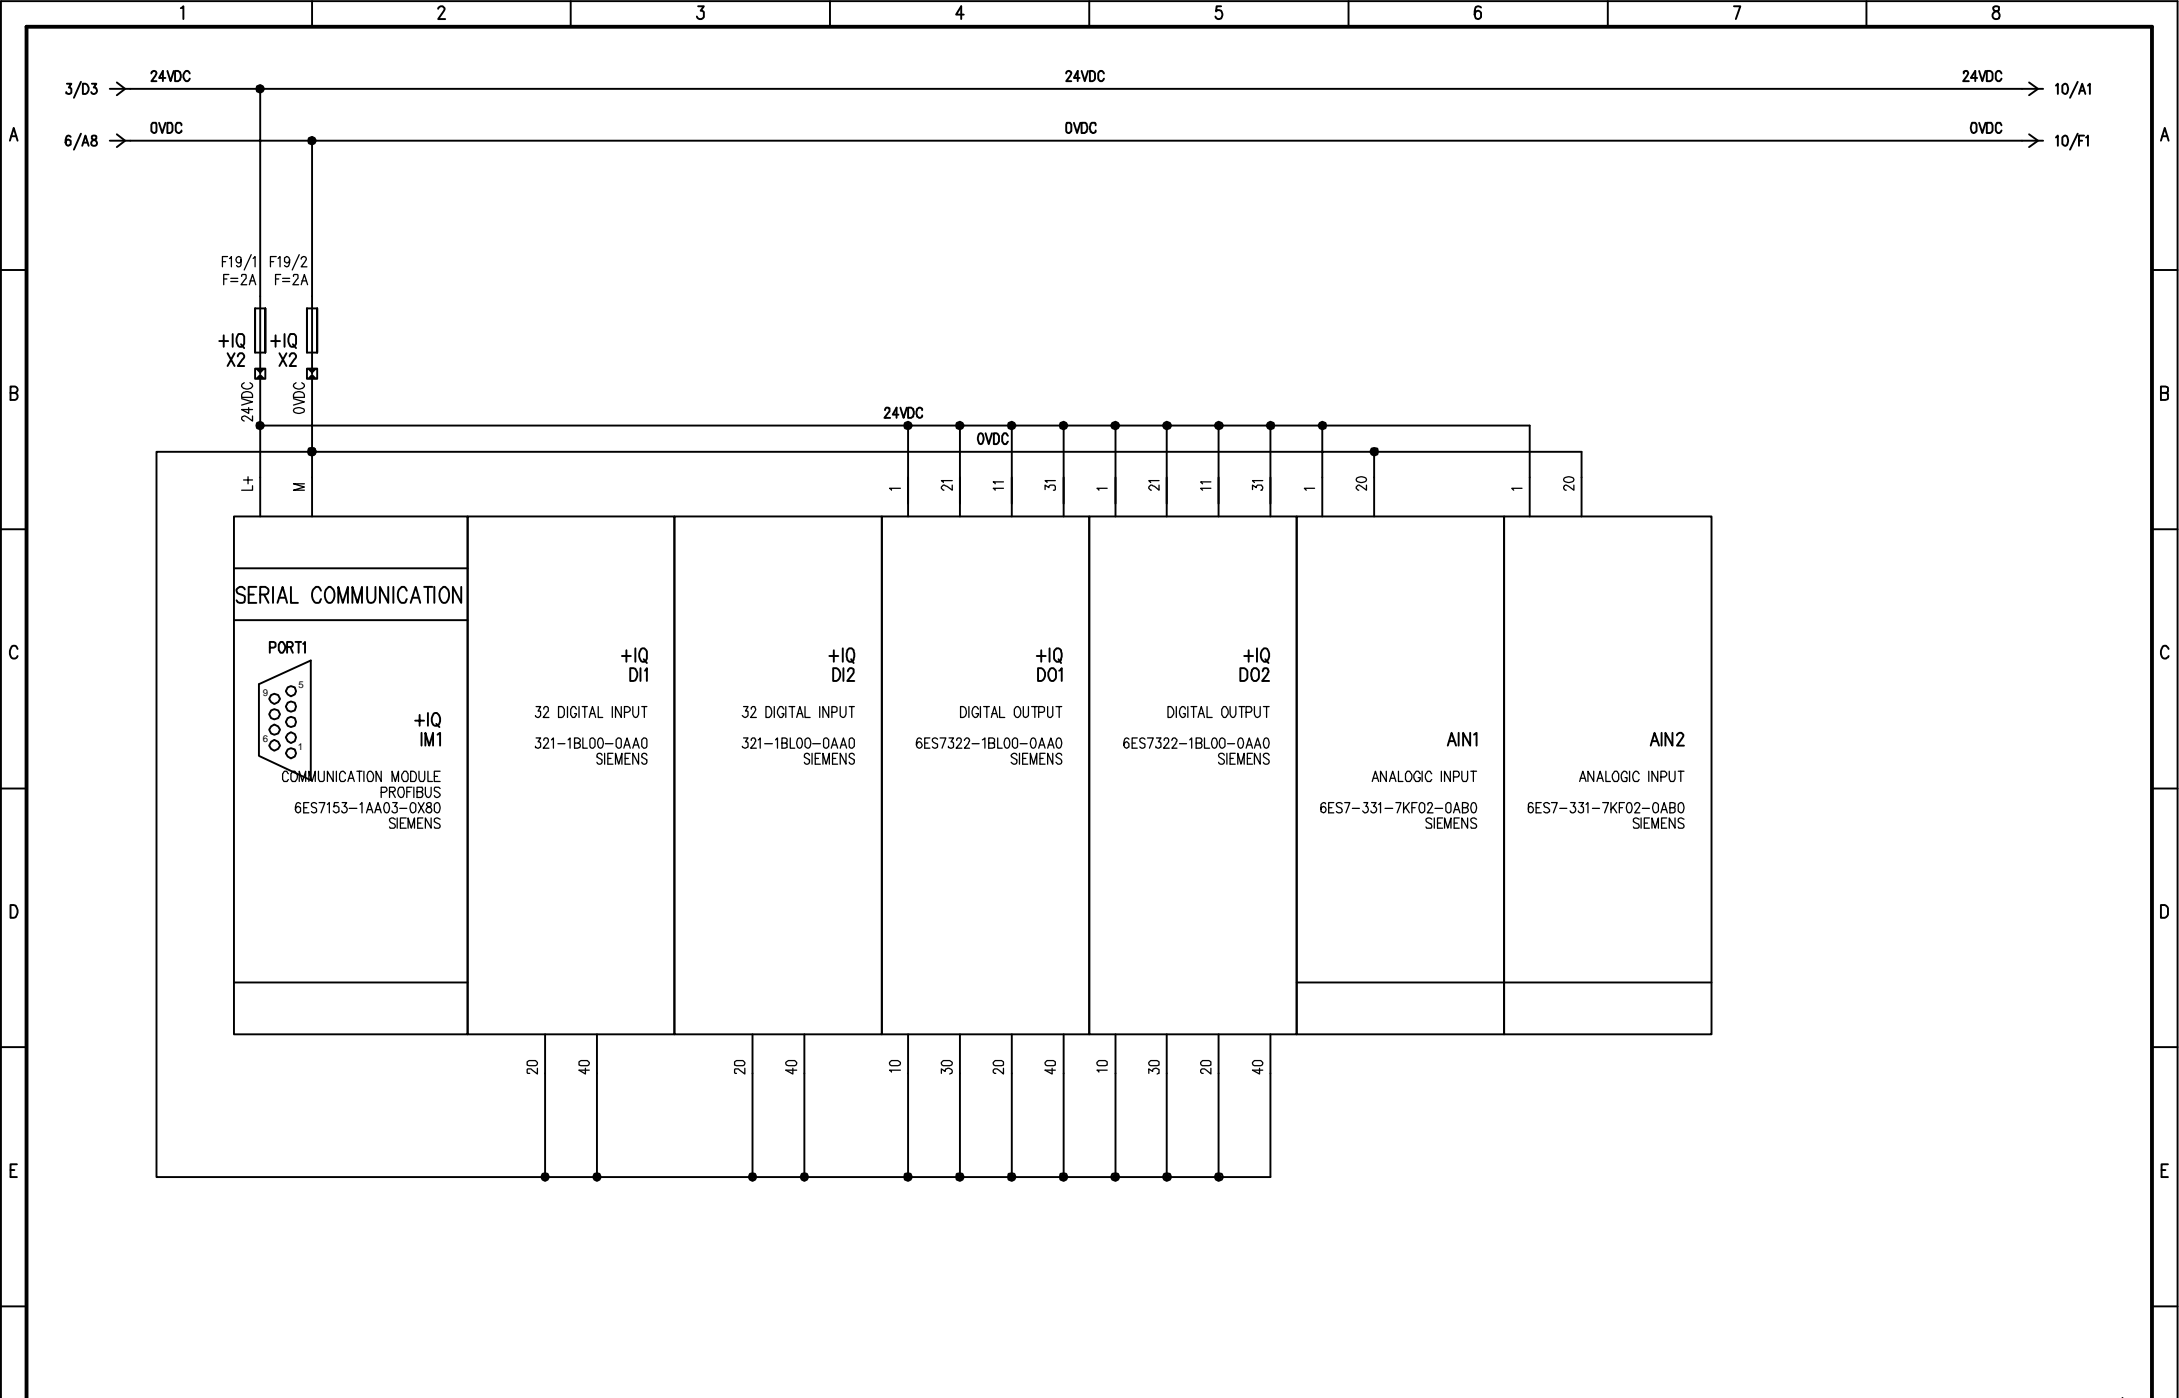 1 2 3 4 5 6 7 8
24VDC 24VDC 24VDC
3/D3 10/A1
0VDC 0VDC 0VDC
A 6/A8 10/F1 A
F19/1 F19/2
F=2A F=2A
+IQ +IQ
X2 X2
B 24VDC 0VDC B
24VDC
0VDC
L+ M 1 21 11 31 1 21 11 31 1 20 1 20
SERIAL COMMUNICATION
C C
PORT1
5
9
6
1
+IQ
IM1
COMMUNICATION MODULE
PROFIBUS
6ES7153-1AA03-0X80
SIEMENS
+IQ
DI1
32 DIGITAL INPUT
321-1BL00-0AA0
SIEMENS
+IQ
DI2
32 DIGITAL INPUT
321-1BL00-0AA0
SIEMENS
+IQ
DO1
DIGITAL OUTPUT
6ES7322-1BL00-0AA0
SIEMENS
+IQ
DO2
DIGITAL OUTPUT
6ES7322-1BL00-0AA0
SIEMENS
AIN1
ANALOGIC INPUT
6ES7-331-7KF02-0AB0
SIEMENS
AIN2
ANALOGIC INPUT
6ES7-331-7KF02-0AB0
SIEMENS
D D
20 40 20 40 10 30 20 40 10 30 20 40
E E